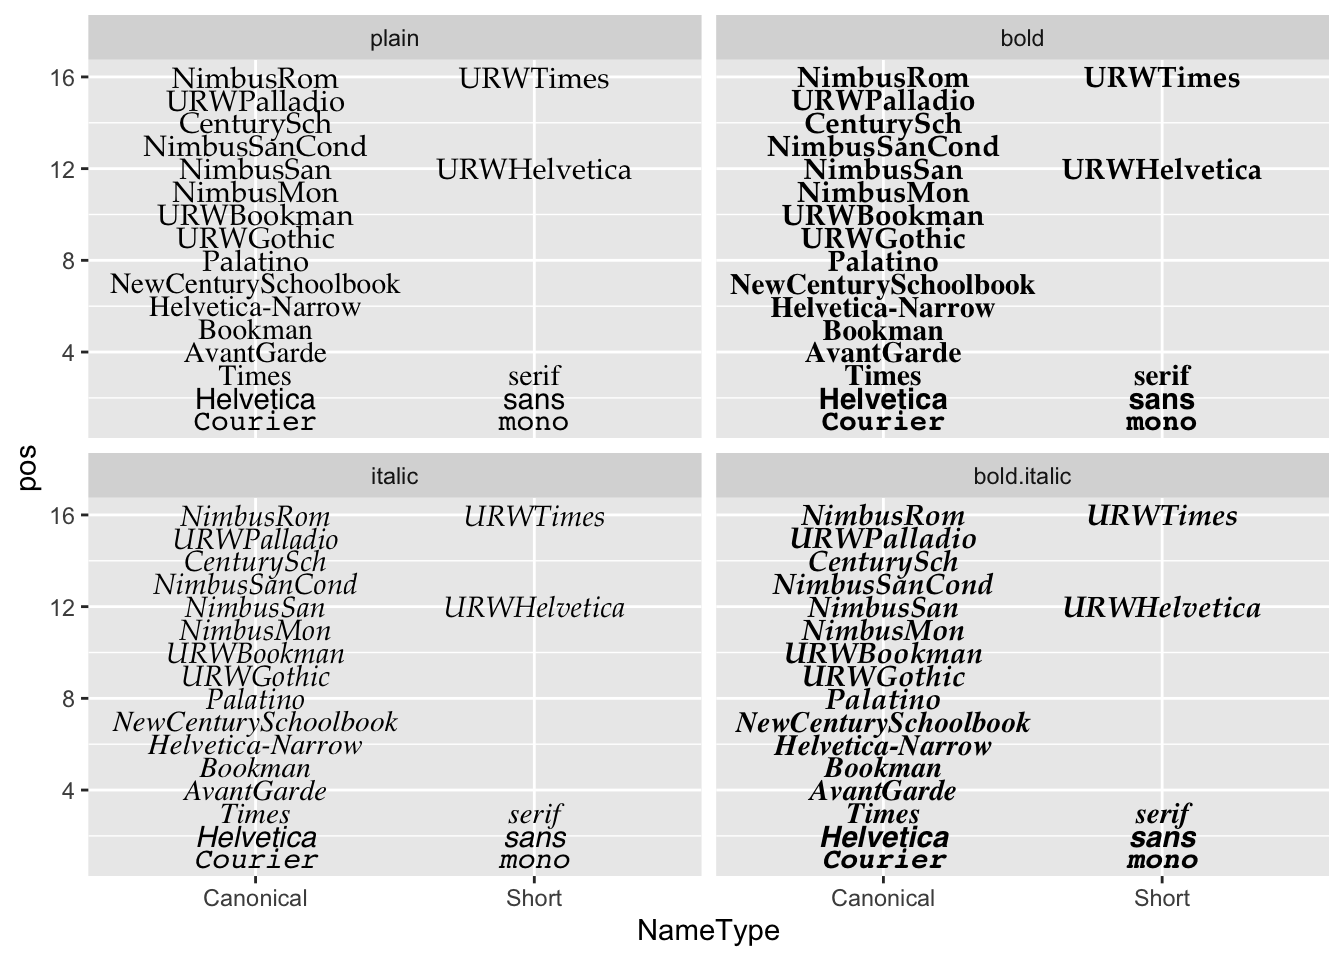 plain bold
16 NimbusRom URWTimes NimbusRom URWTimes
URWPalladio URWPalladio
CenturySch CenturySch
NimbusSanCond NimbusSanCond
12 NimbusSan URWHelvetica NimbusSan URWHelvetica
NimbusMon NimbusMon
URWBookman URWBookman
URWGothic URWGothic
8 Palatino Palatino
NewCenturySchoolbook NewCenturySchoolbook
Helvetica-Narrow Helvetica-Narrow
Bookman Bookman
4 AvantGarde AvantGarde
Times serif Times serif
Helvetica sans Helvetica sans
Courier mono Courier mono
pos
italic bold.italic
16 NimbusRom URWTimes NimbusRom URWTimes
URWPalladio URWPalladio
CenturySch CenturySch
NimbusSanCond NimbusSanCond
12 NimbusSan URWHelvetica NimbusSan URWHelvetica
NimbusMon NimbusMon
URWBookman URWBookman
URWGothic URWGothic
8 Palatino Palatino
NewCenturySchoolbook NewCenturySchoolbook
Helvetica-Narrow Helvetica-Narrow
Bookman Bookman
4 AvantGarde AvantGarde
Times serif Times serif
Helvetica sans Helvetica sans
Courier mono Courier mono
Canonical Short Canonical Short
NameType